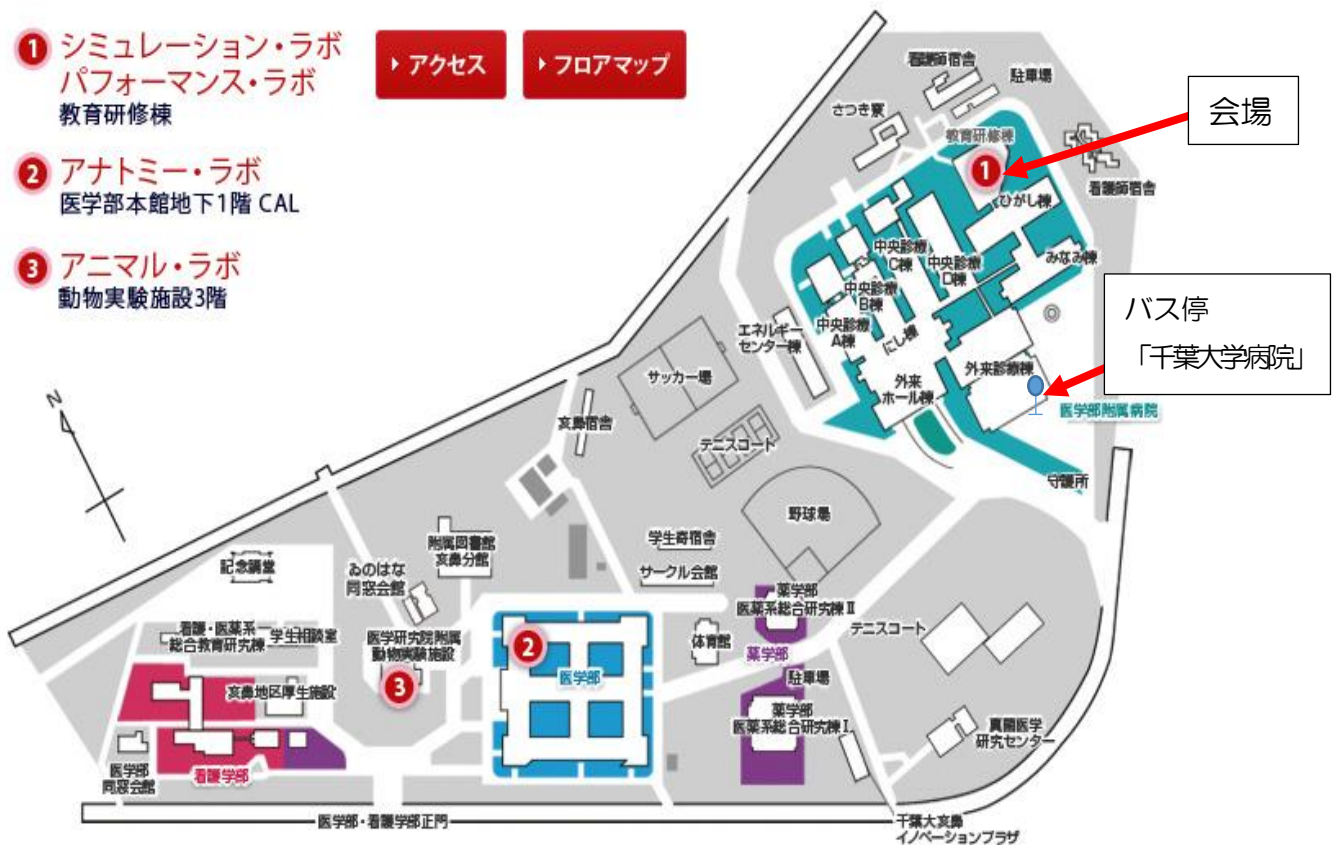 1 シミュレーション・ラボ
パフォーマンス・ラボ
教育研修棟
アクセス
フロアマップ
2 アナトミー・ラボ
医学部本館地下1階 CAL
3 アニマル・ラボ
動物実験施設3階
N
看護師宿舎
駐車場
さつき寮
教育研修棟
1
会場
ひがし棟
看護師宿舎
中央診療
C棟
中央診療
D棟
みなみ棟
中央診療
B棟
中央診療
A棟
にし棟
エネルギー
センター棟
外来
ホール棟
外来診療棟
バス停
「千葉大学病院」
医学部附属病院
サッカー場
亥鼻宿舎
テニスコート
守護所
野球場
附属図書館
亥鼻分館
学生寄宿舎
サークル会館
記念講堂
ゐのはな
同窓会館
薬学部
医薬系総合研究棟Ⅱ
テニスコート
看護・医薬系
総合教育研究棟
学生相談室
医学研究院附属
動物実験施設
2
体育館
薬学部
医学部
3
駐車場
亥鼻地区厚生施設
薬学部
医薬系総合研究棟Ⅰ
真菌医学
研究センター
医学部
同窓会館
看護学部
医学部・看護学部正門
千葉大亥鼻
イノベーションプラザ